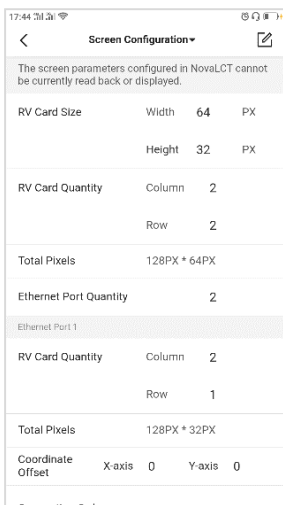 17:44
Screen Configuration
The screen parameters configured in NovaLCT cannot
be currently read back or displayed.
RV Card Size Width 64 PX
Height 32 PX
RV Card Quantity Column 2
Row 2
Total Pixels 128PX * 64PX
Ethernet Port Quantity 2
Ethernet Port 1
RV Card Quantity Column 2
Row 1
Total Pixels 128PX * 32PX
Coordinate
Offset X-axis 0 Y-axis 0